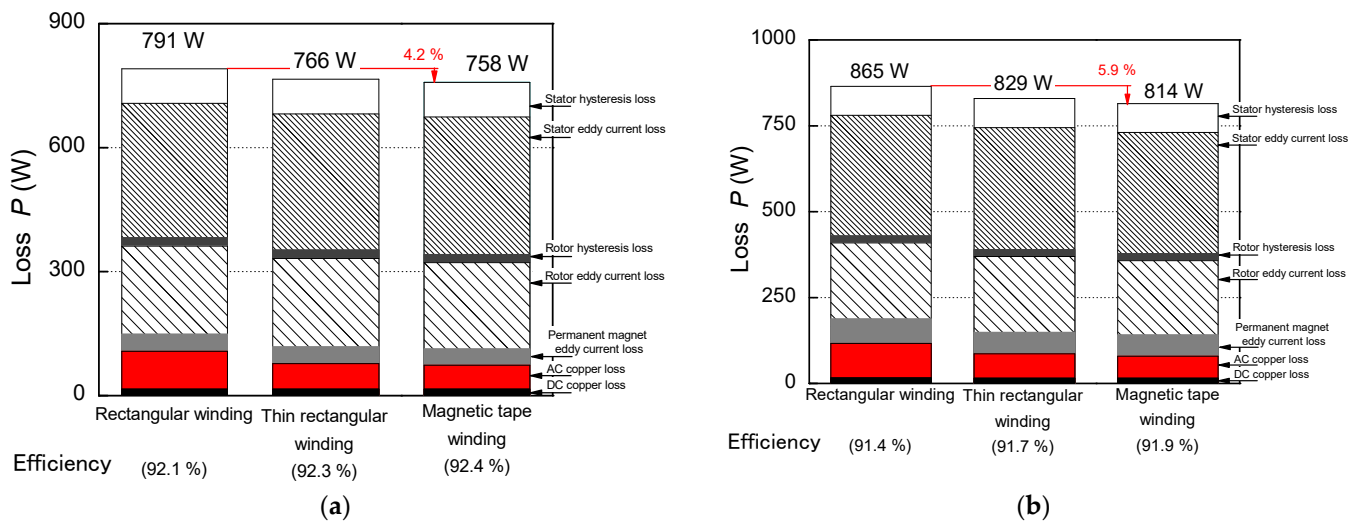 900
600
300
0
Loss P (W)
791 W
766 W
758 W
4.2 %
Stator hysteresis loss
Stator eddy current loss
Rotor hysteresis loss
Rotor eddy current loss
Permanent magnet
eddy current loss
AC copper loss
DC copper loss
Rectangular winding
Thin rectangular
winding
Magnetic tape
winding
Efficiency
(92.1 %)
(92.3 %)
(92.4 %)
(a)
1000
750
500
250
0
Loss P (W)
865 W
829 W
814 W
5.9 %
Stator hysteresis loss
Stator eddy current loss
Rotor hysteresis loss
Rotor eddy current loss
Permanent magnet
eddy current loss
AC copper loss
DC copper loss
Rectangular winding
Thin rectangular
winding
Magnetic tape
winding
Efficiency
(91.4 %)
(91.7 %)
(91.9 %)
(b)